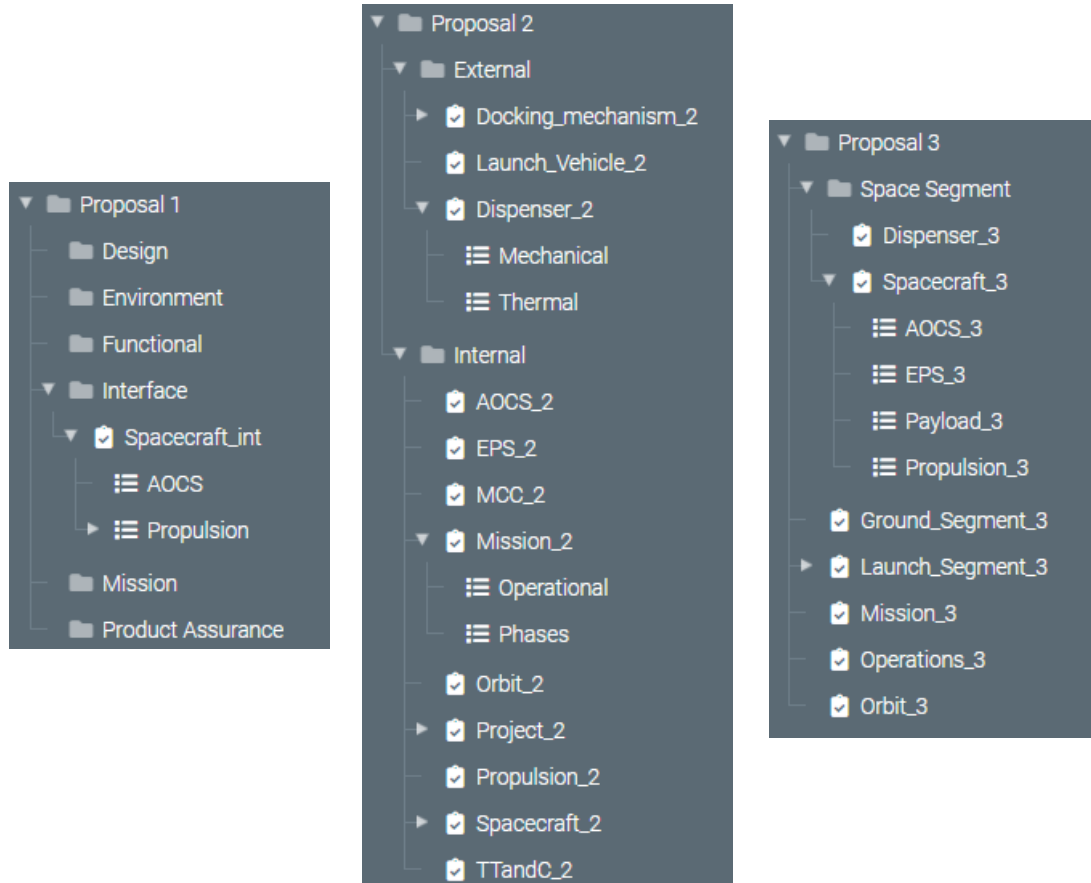 Proposal 1
Design
Environment
Functional
Interface
Spacecraft_int
AOCS
Propulsion
Mission
Product Assurance
Proposal 2
External
Docking_mechanism_2
Launch_Vehicle_2
Dispenser_2
Mechanical
Thermal
Internal
AOCS_2
EPS_2
MCC_2
Mission_2
Operational
Phases
Orbit_2
Project_2
Propulsion_2
Spacecraft_2
TTandC_2
Proposal 3
Space Segment
Dispenser_3
Spacecraft_3
AOCS_3
EPS_3
Payload_3
Propulsion_3
Ground_Segment_3
Launch_Segment_3
Mission_3
Operations_3
Orbit_3